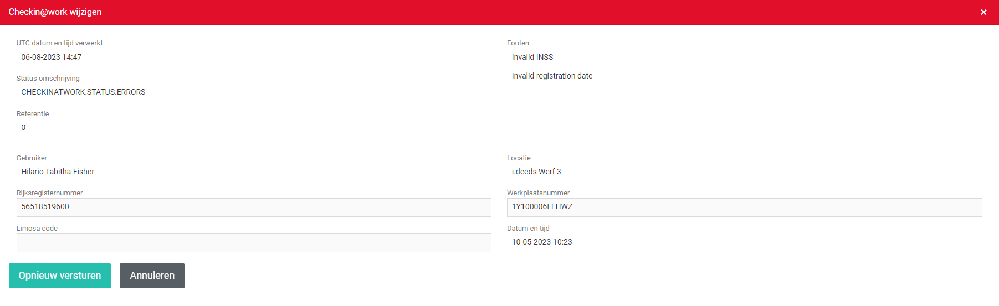 Checkin@work wijzigen
×
UTC datum en tijd verwerkt
06-08-2023 14:47
Status omschrijving
CHECKINATWORK.STATUS.ERRORS
Referentie
0
Fouten
Invalid INSS
Invalid registration date
Gebruiker
Hilario Tabitha Fisher
Rijksregisternummer
56518519600
Limosa code
Locatie
i.deeds Werf 3
Werkplaatsnummer
1Y100006FFHWZ
Datum en tijd
10-05-2023 10:23
Opnieuw versturen
Annuleren